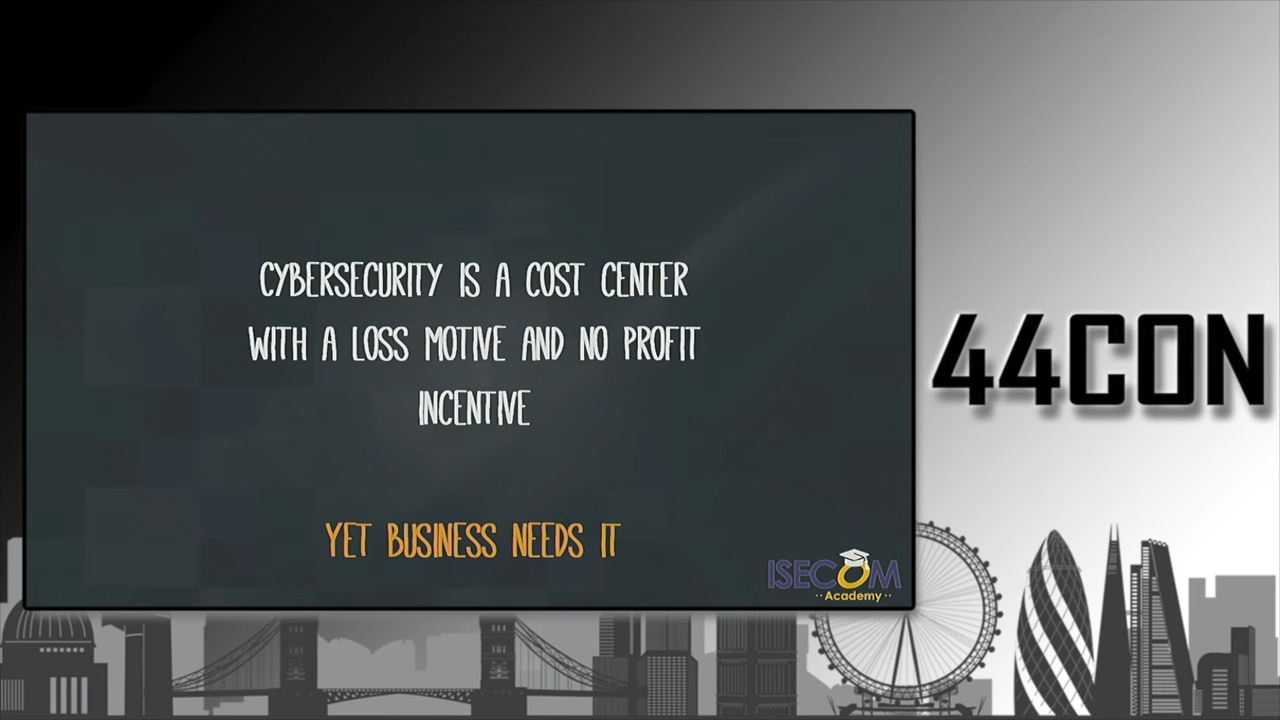 CYBERSECURITY IS A COST CENTER
WITH A LOSS MOTIVE AND NO PROFIT
INCENTIVE
YET BUSINESS NEEDS IT
ISECOM
Academy
44CON